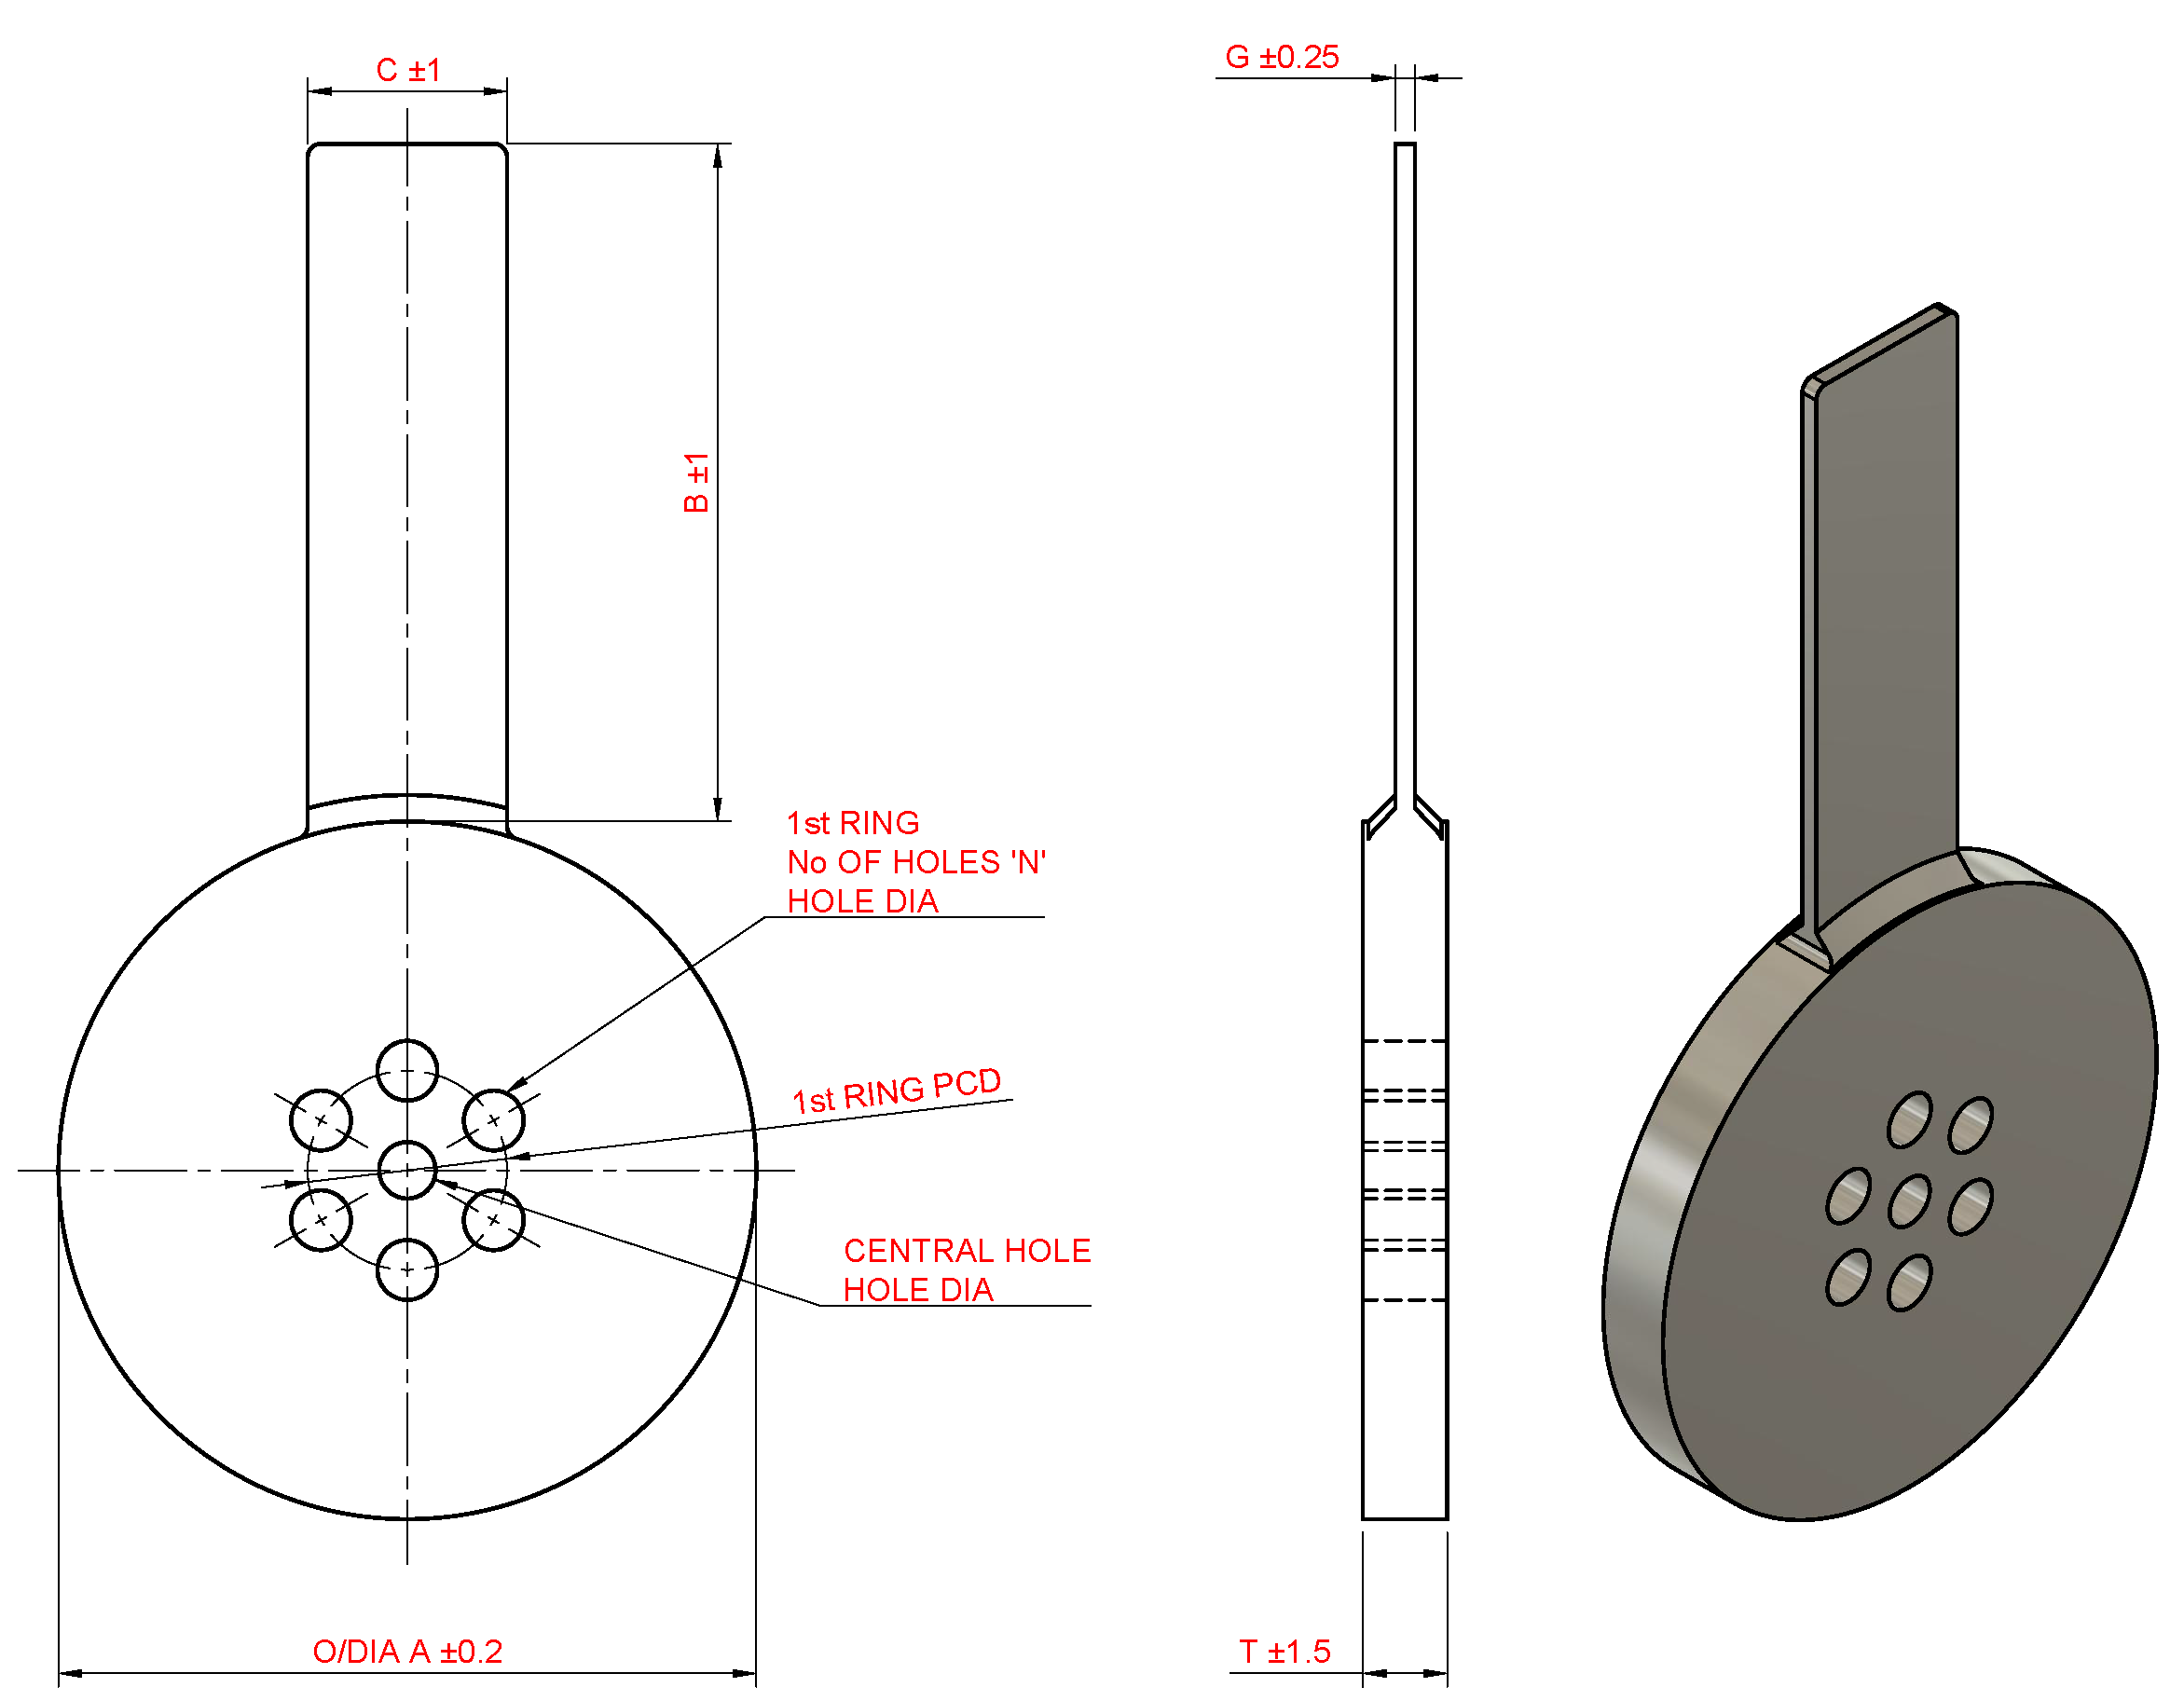 C ±1
G ±0.25
B ±1
1st RING
No OF HOLES 'N'
HOLE DIA
1st RING PCD
CENTRAL HOLE
HOLE DIA
O/DIA A ±0.2
T ±1.5